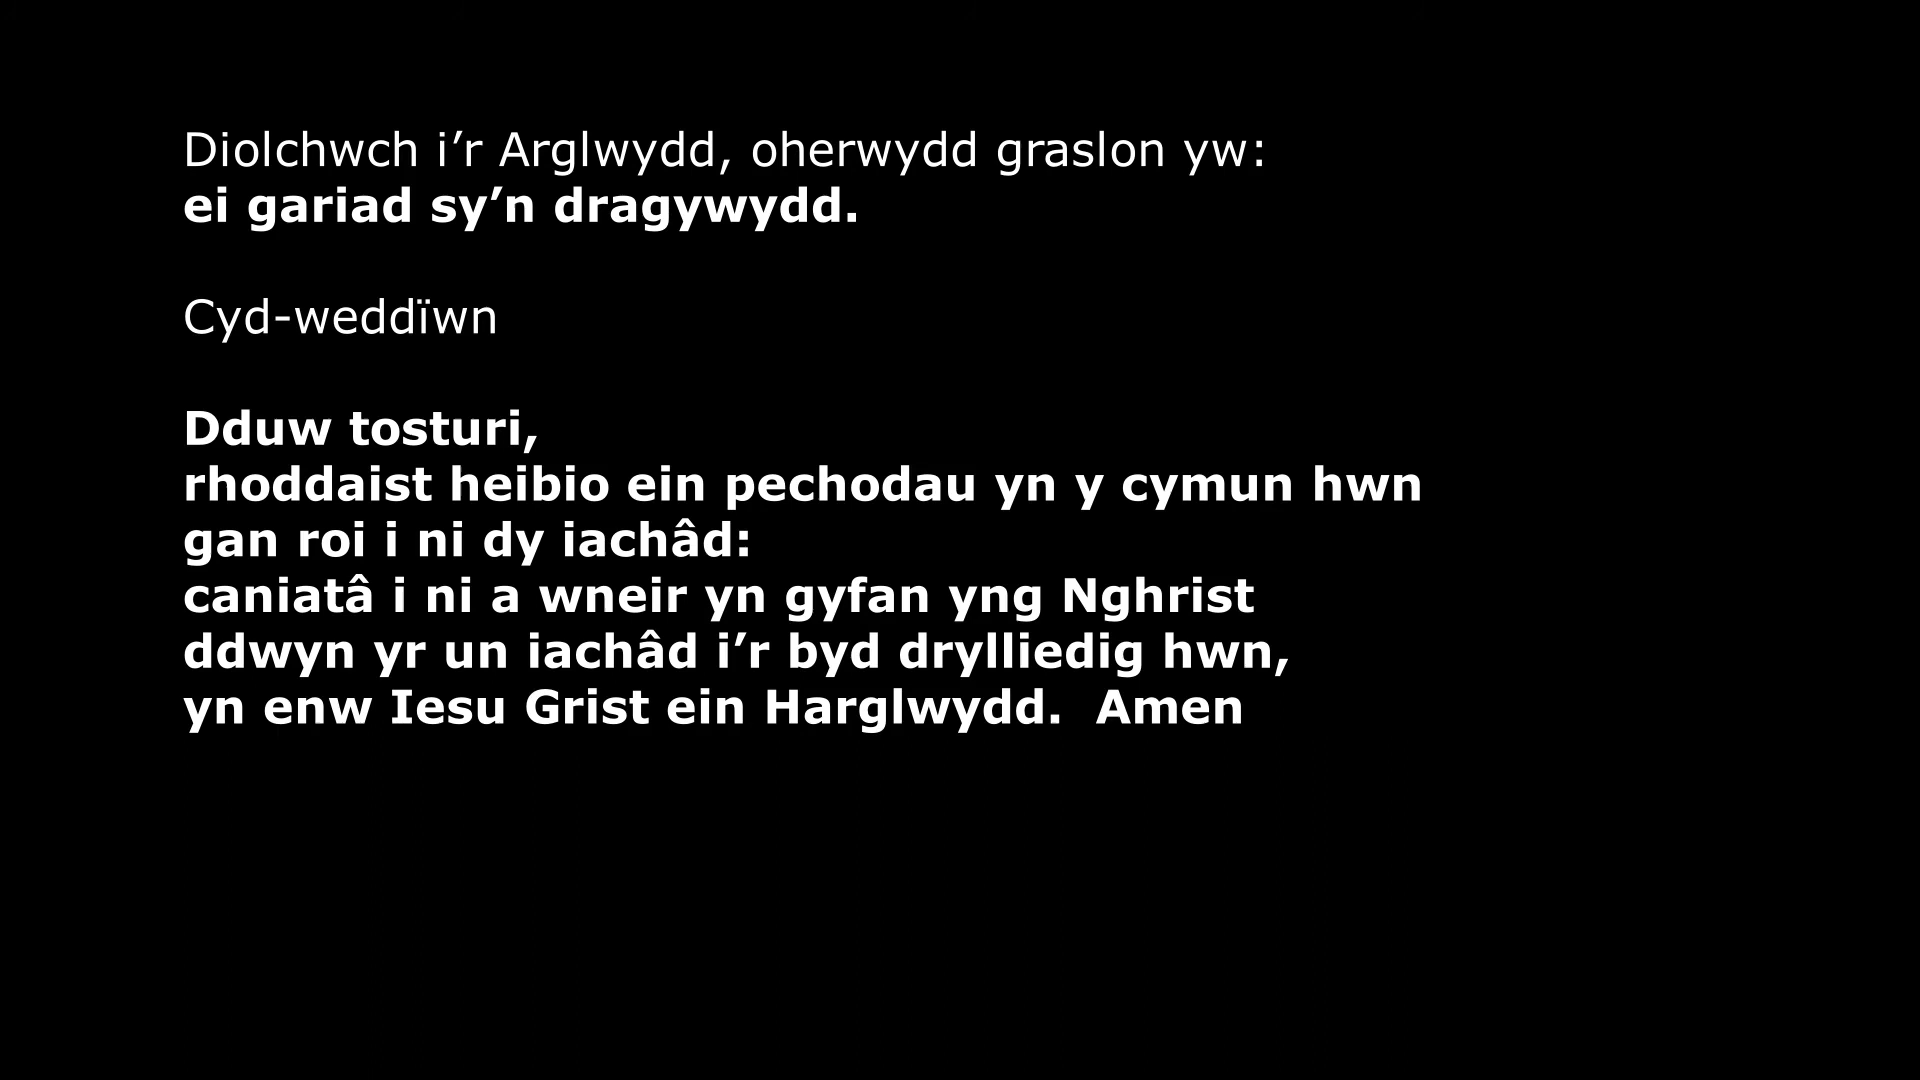 Diolchwch i’r Arglwydd, oherwydd graslon yw:
ei gariad sy’n dragywydd.
Cyd-weddïwn
Dduw tosturi,
rhoddaist heibio ein pechodau yn y cymun hwn
gan roi i ni dy iachâd:
caniatâ i ni a wneir yn gyfan yng Nghrist
ddwyn yr un iachâd i’r byd drylliedig hwn,
yn enw Iesu Grist ein Harglwydd.  Amen